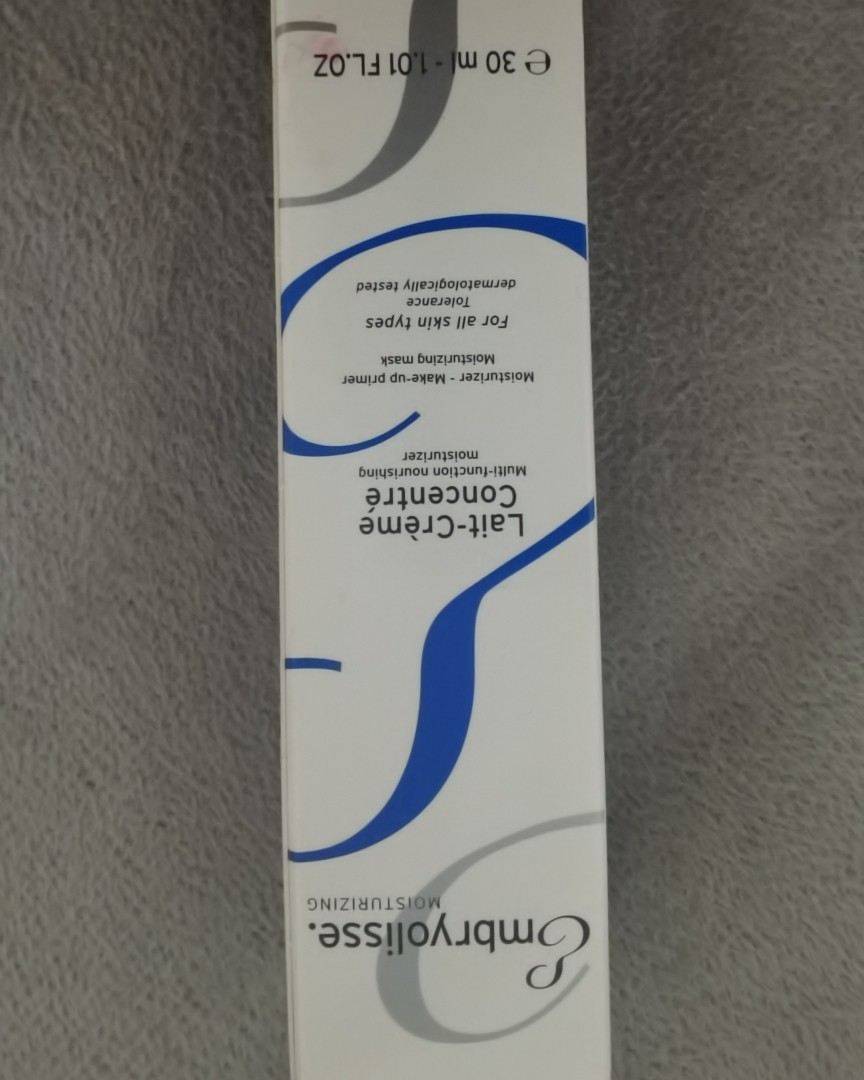 Embryolisse.
MOISTURIZING
Lait-Crème
Concentré
Multi-function nourishing
moisturizer
Moisturizer - Make-up primer
Moisturizing mask
For all skin types
Tolerance
dermatologically tested
℮ 30 ml - 1.01 FL.OZ